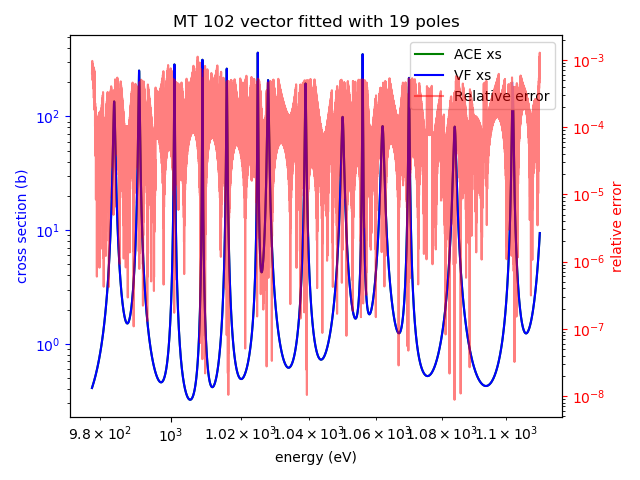 MT 102 vector fitted with 19 poles
ACE xs
VF xs
Relative error
cross section (b)
10²
10¹
10⁰
relative error
10⁻³
10⁻⁴
10⁻⁵
10⁻⁶
10⁻⁷
10⁻⁸
9.8 × 10² 10³ 1.02 × 10³ 1.04 × 10³ 1.06 × 10³ 1.08 × 10³ 1.1 × 10³
energy (eV)